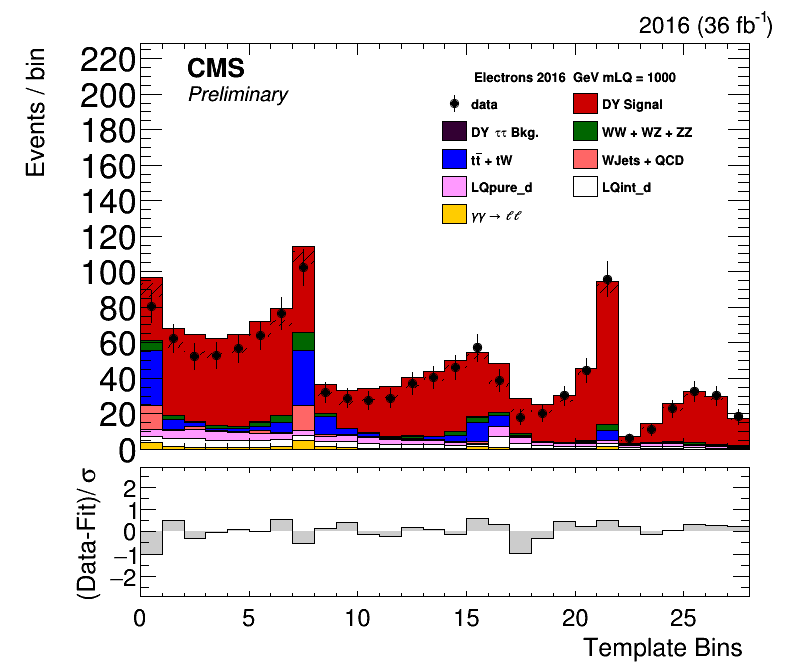 2016 (36 fb-1)
CMS
Preliminary
Electrons 2016 GeV mLQ = 1000
data
DY Signal
DY ττ Bkg.
WW + WZ + ZZ
tt̄ + tW
WJets + QCD
LQpure_d
LQint_d
γγ → ℓℓ
Events / bin
220
200
180
160
140
120
100
80
60
40
20
0
(Data-Fit)/ σ
2
1
0
−1
−2
0 5 10 15 20 25
Template Bins